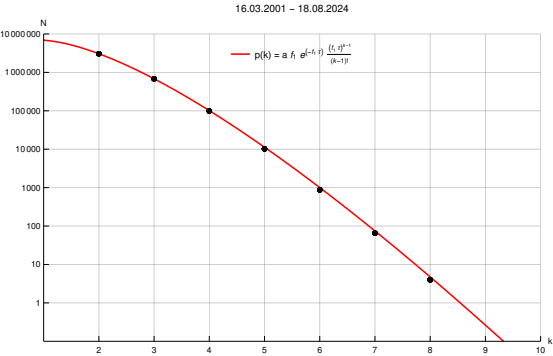 16.03.2001 – 18.08.2024
N
p(k) = a f₁ e^(−f₁ τ) (f₁ τ)^(k−1) / (k−1)!
10 000 000
1 000 000
100 000
10 000
1000
100
10
1
2 3 4 5 6 7 8 9 10 k